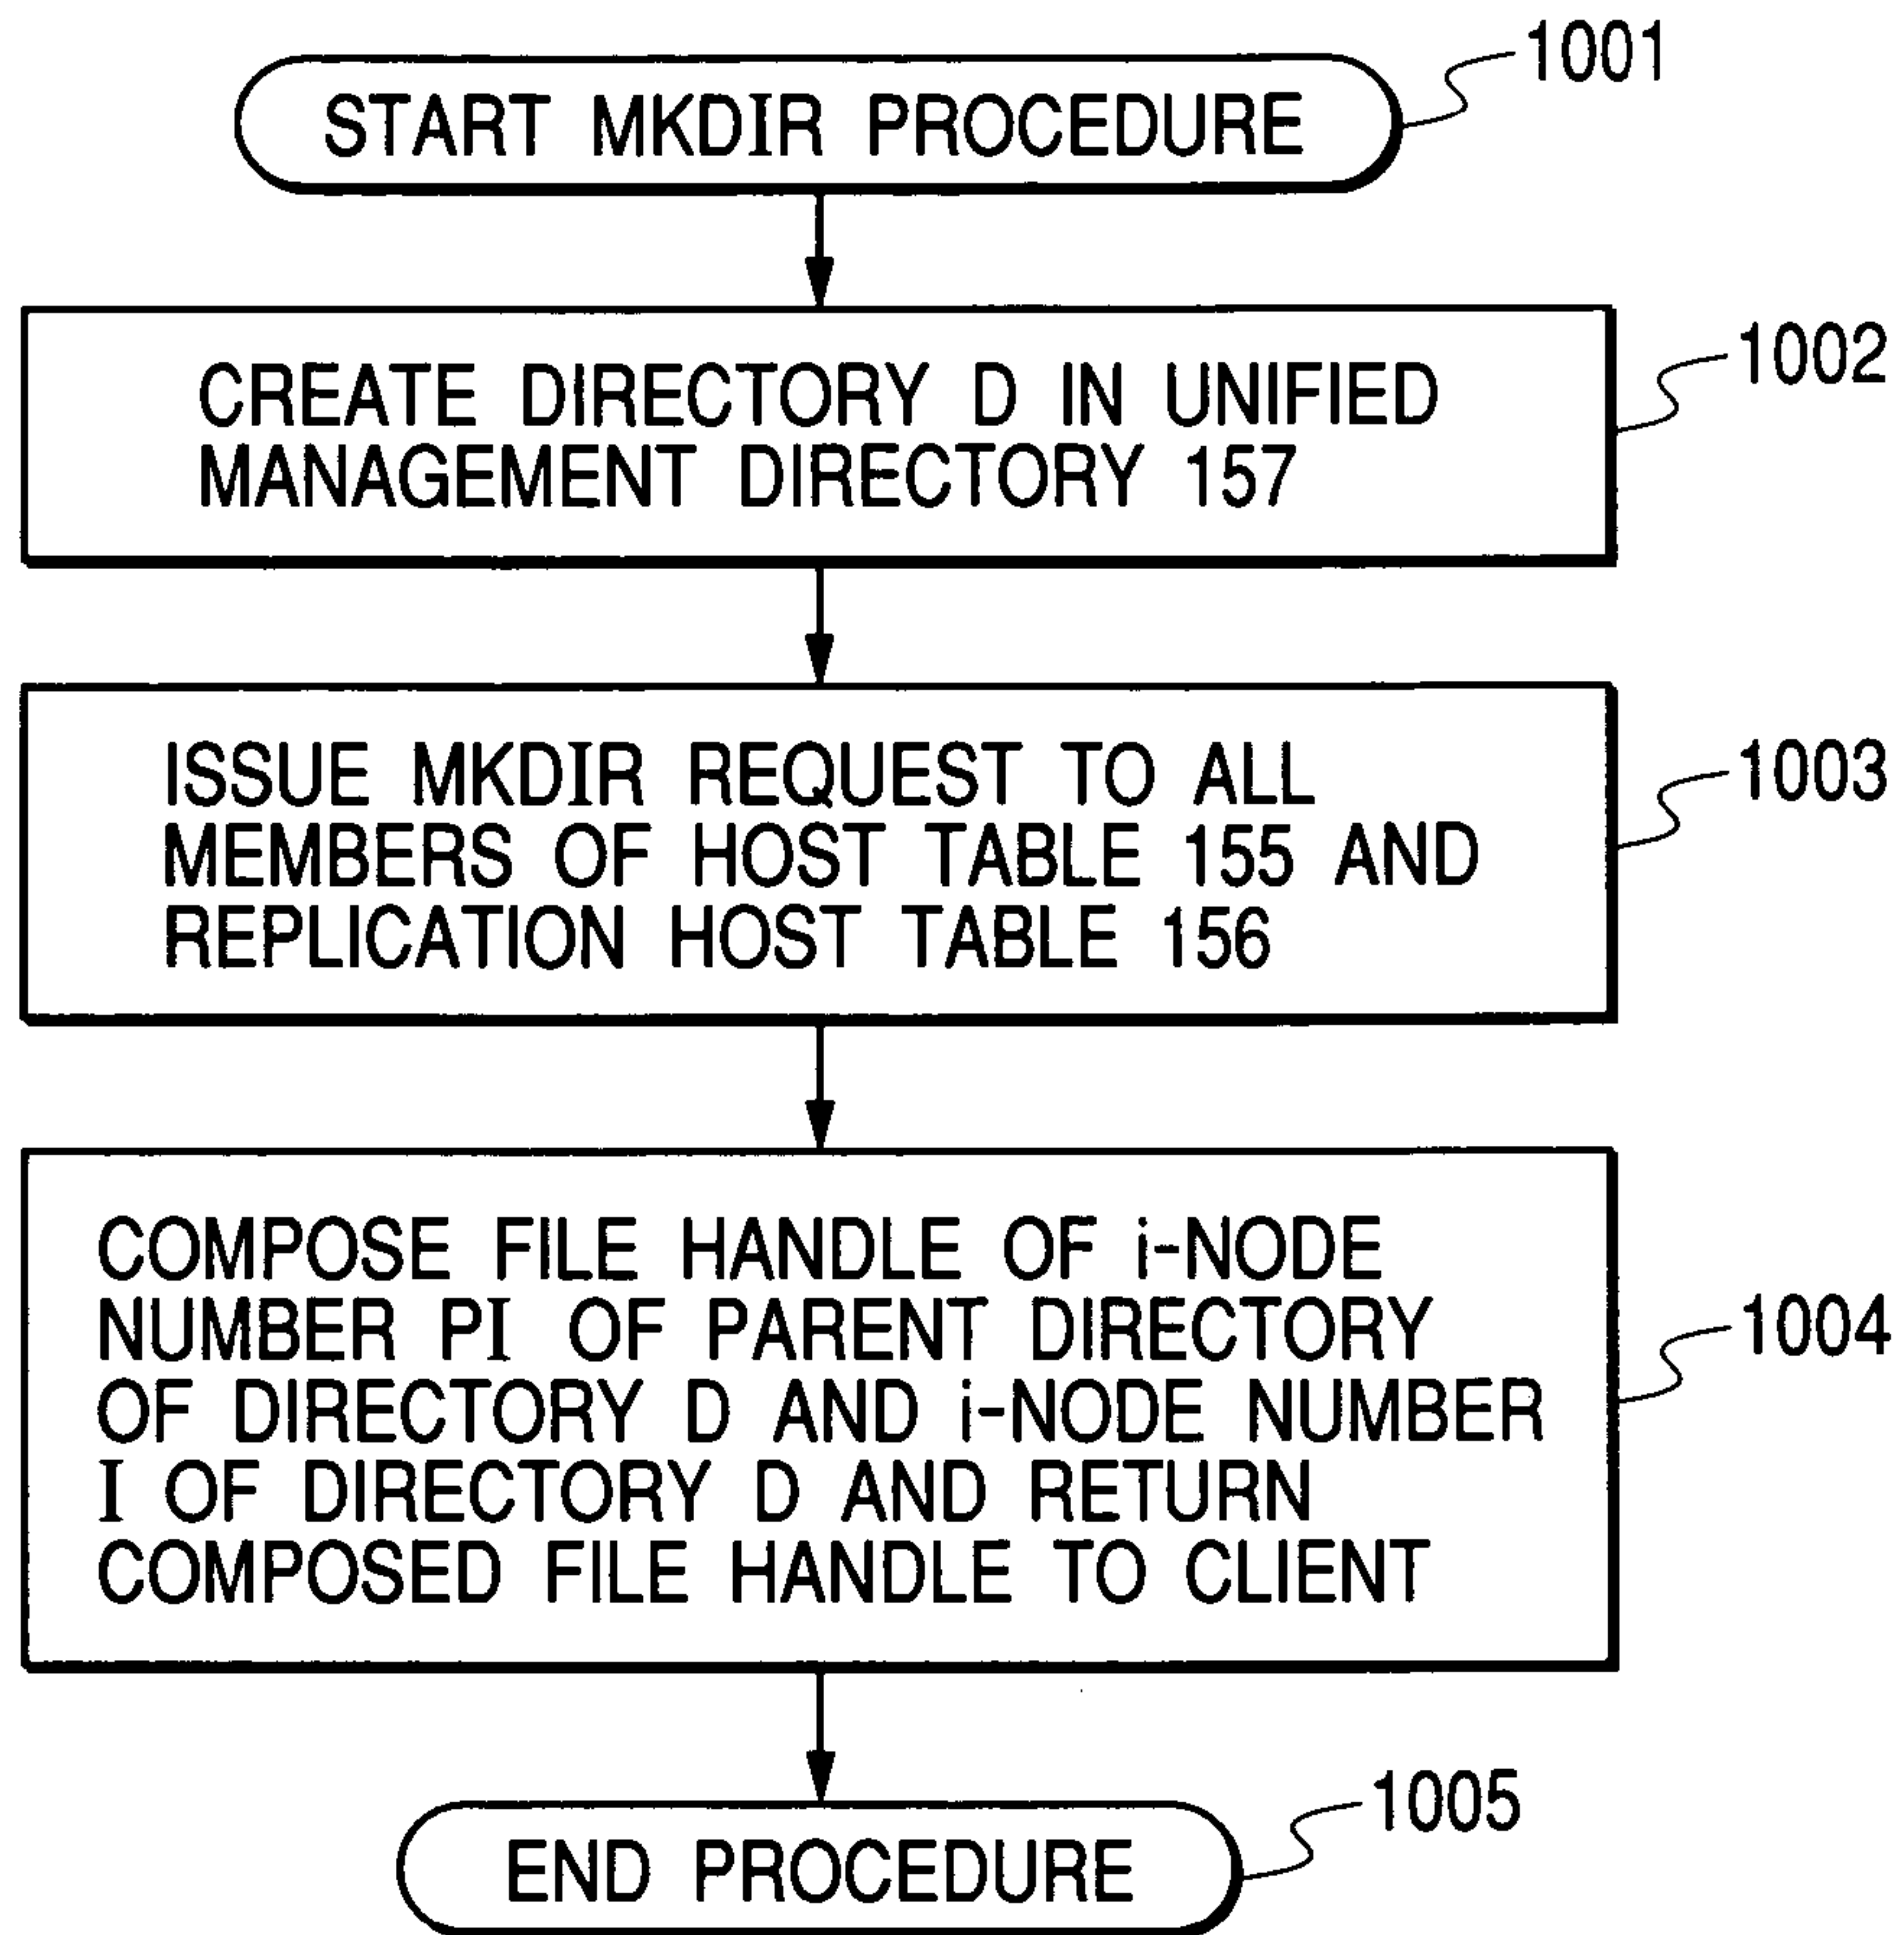 START MKDIR PROCEDURE
1001
CREATE DIRECTORY D IN UNIFIED
MANAGEMENT DIRECTORY 157
1002
ISSUE MKDIR REQUEST TO ALL
MEMBERS OF HOST TABLE 155 AND
REPLICATION HOST TABLE 156
1003
COMPOSE FILE HANDLE OF i-NODE
NUMBER PI OF PARENT DIRECTORY
OF DIRECTORY D AND i-NODE NUMBER
I OF DIRECTORY D AND RETURN
COMPOSED FILE HANDLE TO CLIENT
1004
END PROCEDURE
1005